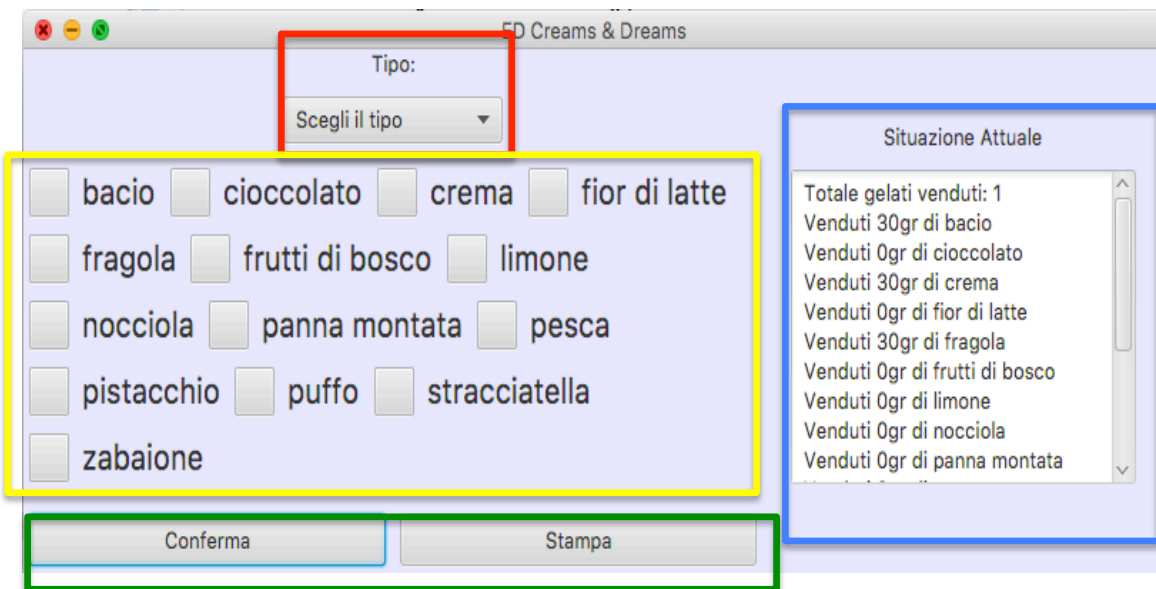 ED Creams & Dreams
Tipo:
Scegli il tipo
bacio cioccolato crema fior di latte
fragola frutti di bosco limone
nocciola panna montata pesca
pistacchio puffo stracciatella
zabaione
Conferma Stampa
Situazione Attuale
Totale gelati venduti: 1
Venduti 30gr di bacio
Venduti 0gr di cioccolato
Venduti 30gr di crema
Venduti 0gr di fior di latte
Venduti 30gr di fragola
Venduti 0gr di frutti di bosco
Venduti 0gr di limone
Venduti 0gr di nocciola
Venduti 0gr di panna montata